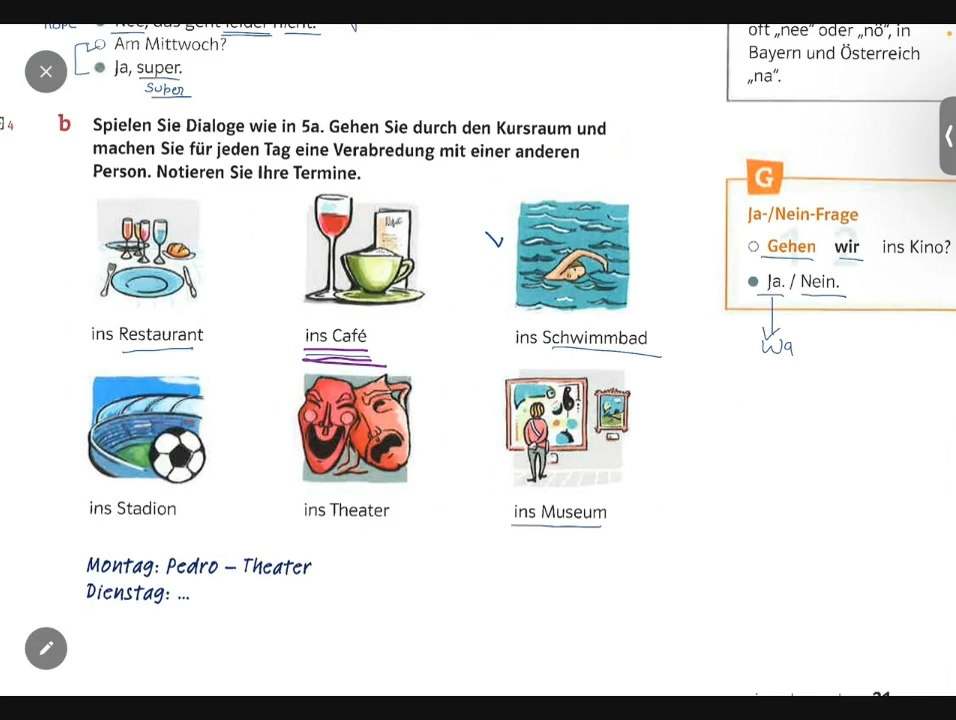 leider nicht.
Am Mittwoch?
Ja, super.
Super
oft „nee" oder „nö", in
Bayern und Österreich
„na".
4
b Spielen Sie Dialoge wie in 5a. Gehen Sie durch den Kursraum und
machen Sie für jeden Tag eine Verabredung mit einer anderen
Person. Notieren Sie Ihre Termine.
ins Restaurant
ins Café
ins Schwimmbad
ins Stadion
ins Theater
ins Museum
Montag: Pedro – Theater
Dienstag: ...
G
Ja-/Nein-Frage
Gehen wir ins Kino?
Ja. / Nein.